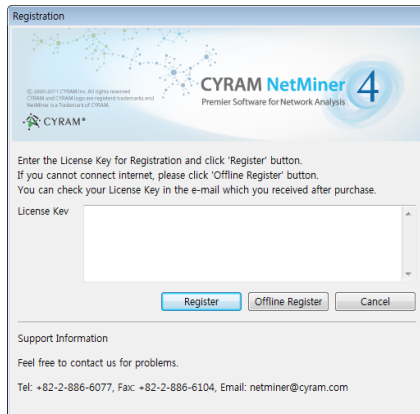 Registration
© 2000-2011 CYRAM Inc. All rights reserved
CYRAM and CYRAM logo are registerd trademarks and
NetMiner is a Trademark of CYRAM.
CYRAM®
CYRAM NetMiner 4
Premier Software for Network Analysis
Enter the License Key for Registration and click 'Register' button.
If you cannot connect internet, please click 'Offline Register' button.
You can check your License Key in the e-mail which you received after purchase.
License Key
Register Offline Register Cancel
Support Information
Feel free to contact us for problems.
Tel: +82-2-886-6077, Fax: +82-2-886-6104, Email: netminer@cyram.com